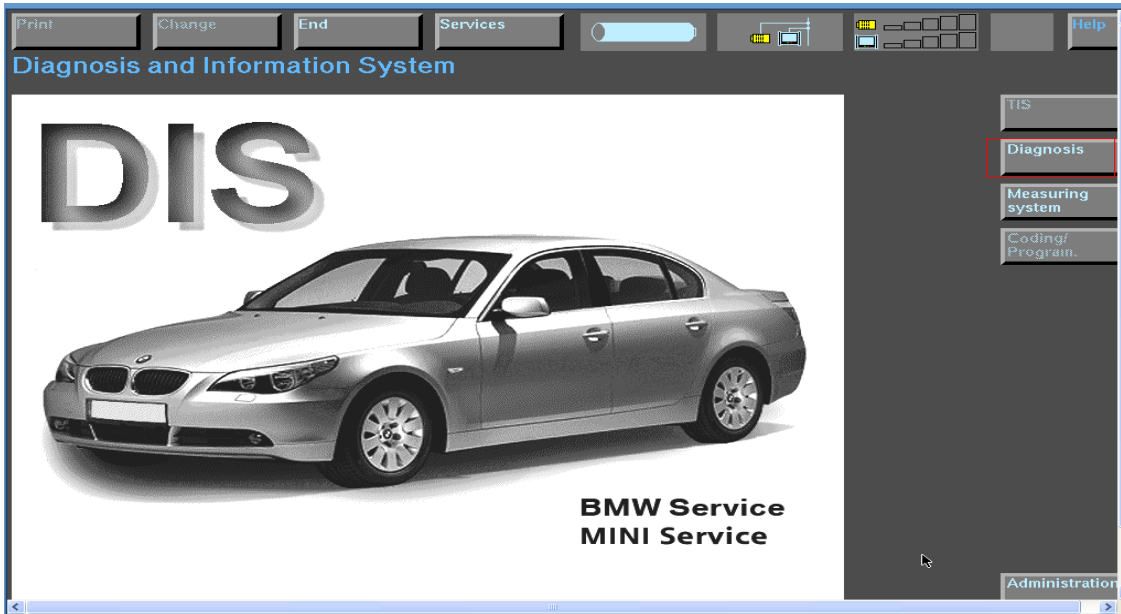 Print
Change
End
Services
Help
Diagnosis and Information System
TIS
DIS
Diagnosis
Measuring
system
Coding/
Program.
BMW Service
MINI Service
Administration